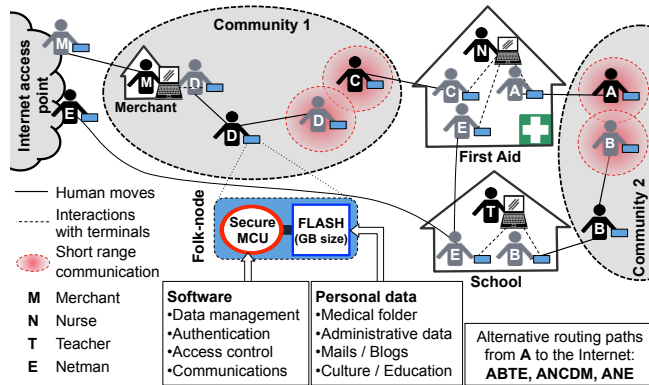 Community 1
M
Internet access
point
E
M
D
Merchant
D
D
C
N
C
A
E
First Aid
A
B
B
Community 2
T
E
B
School
Human moves
Interactions
with terminals
Short range
communication
M Merchant
N Nurse
T Teacher
E Netman
Folk-node
Secure
MCU
FLASH
(GB size)
Software
•Data management
•Authentication
•Access control
•Communications
Personal data
•Medical folder
•Administrative data
•Mails / Blogs
•Culture / Education
Alternative routing paths
from A to the Internet:
ABTE, ANCDM, ANE